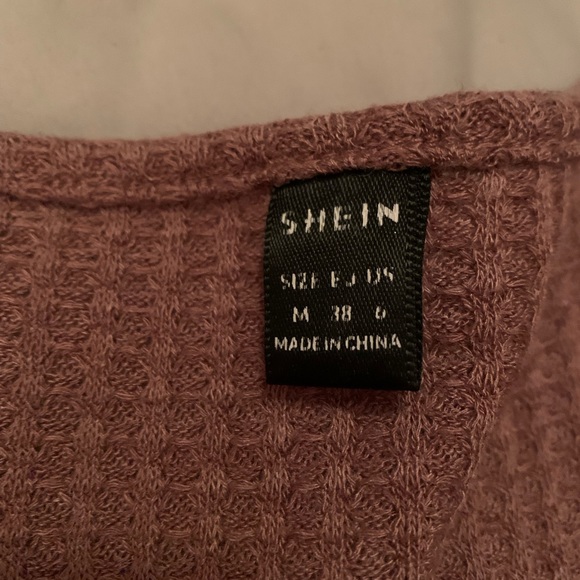 SHEIN
SIZE EU US
M 38 6
MADE IN CHINA